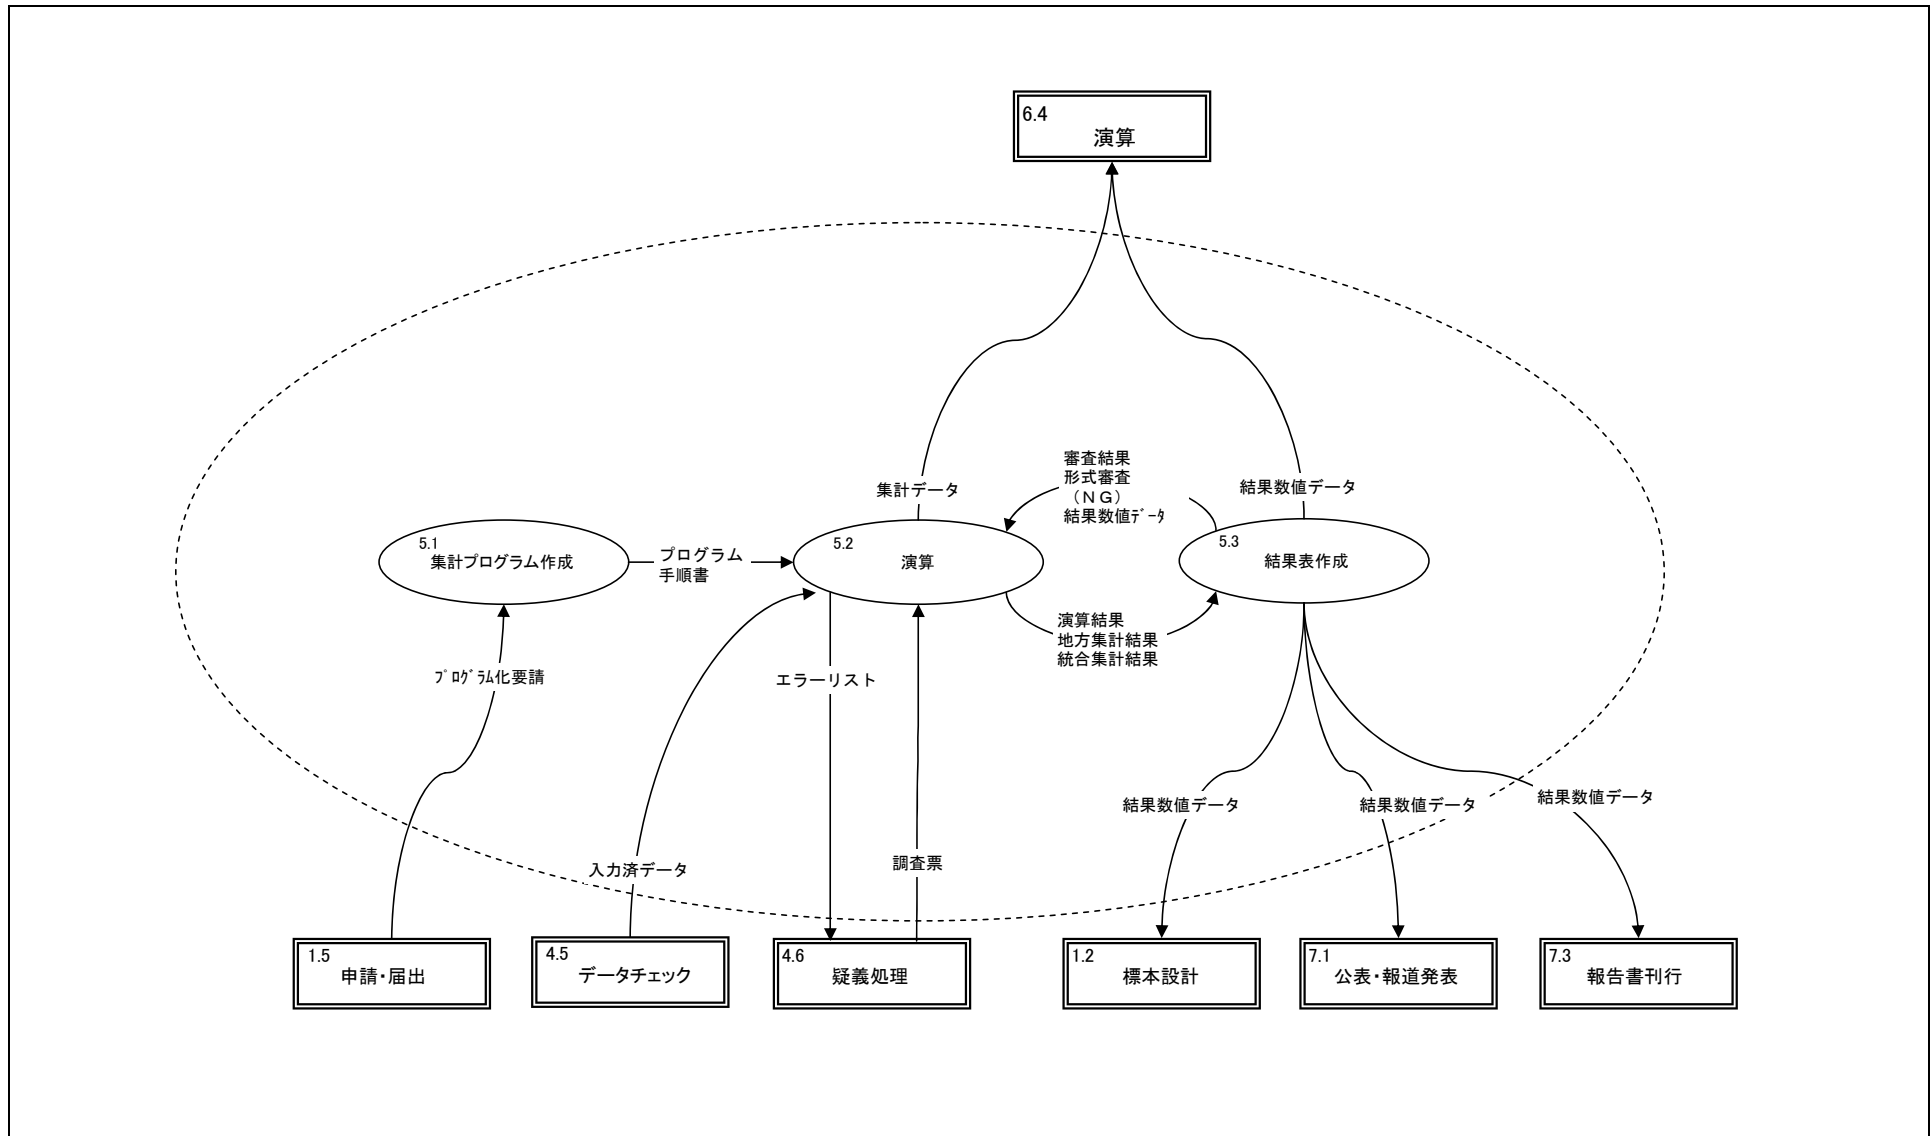 6.4
演算
審査結果
形式審査
（ＮＧ）
結果数値ﾃﾞｰﾀ
集計データ
結果数値データ
5.1
集計プログラム作成
プログラム
手順書
5.2
演算
5.3
結果表作成
演算結果
地方集計結果
統合集計結果
ﾌﾟﾛｸﾞﾗﾑ化要請
エラーリスト
結果数値データ
結果数値データ
結果数値データ
入力済データ
調査票
1.5
申請・届出
4.5
データチェック
4.6
疑義処理
1.2
標本設計
7.1
公表・報道発表
7.3
報告書刊行